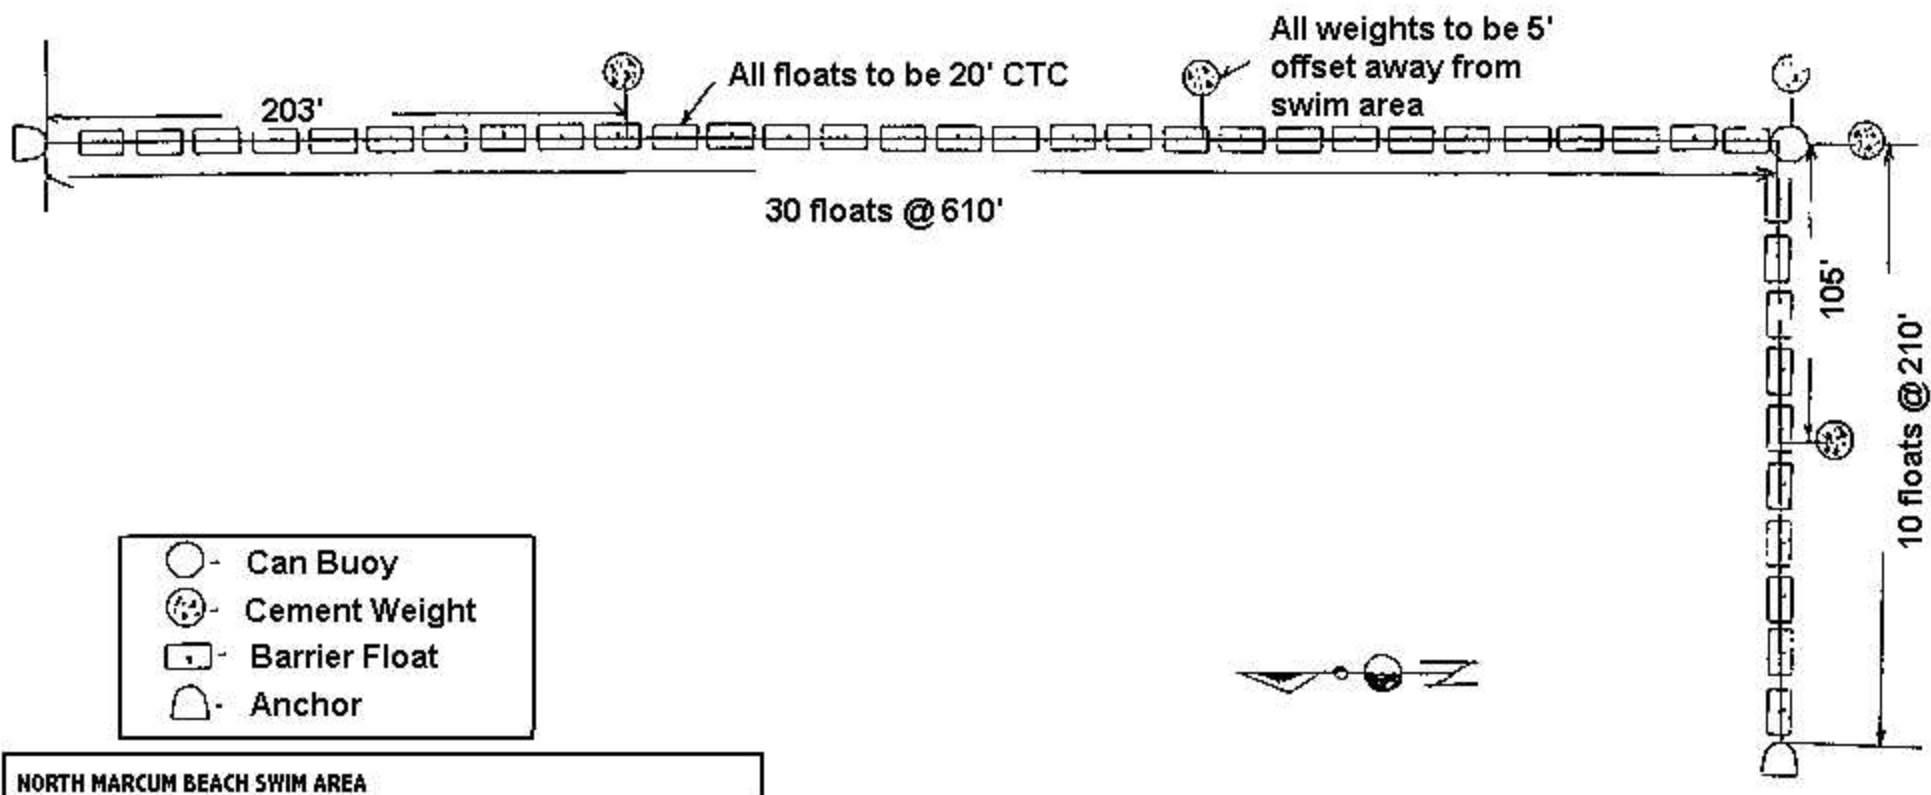 All weights to be 5'
offset away from
swim area
All floats to be 20' CTC
203'
30 floats @ 610'
105'
10 floats @ 210'
Can Buoy
Cement Weight
Barrier Float
Anchor
N
NORTH MARCUM BEACH SWIM AREA